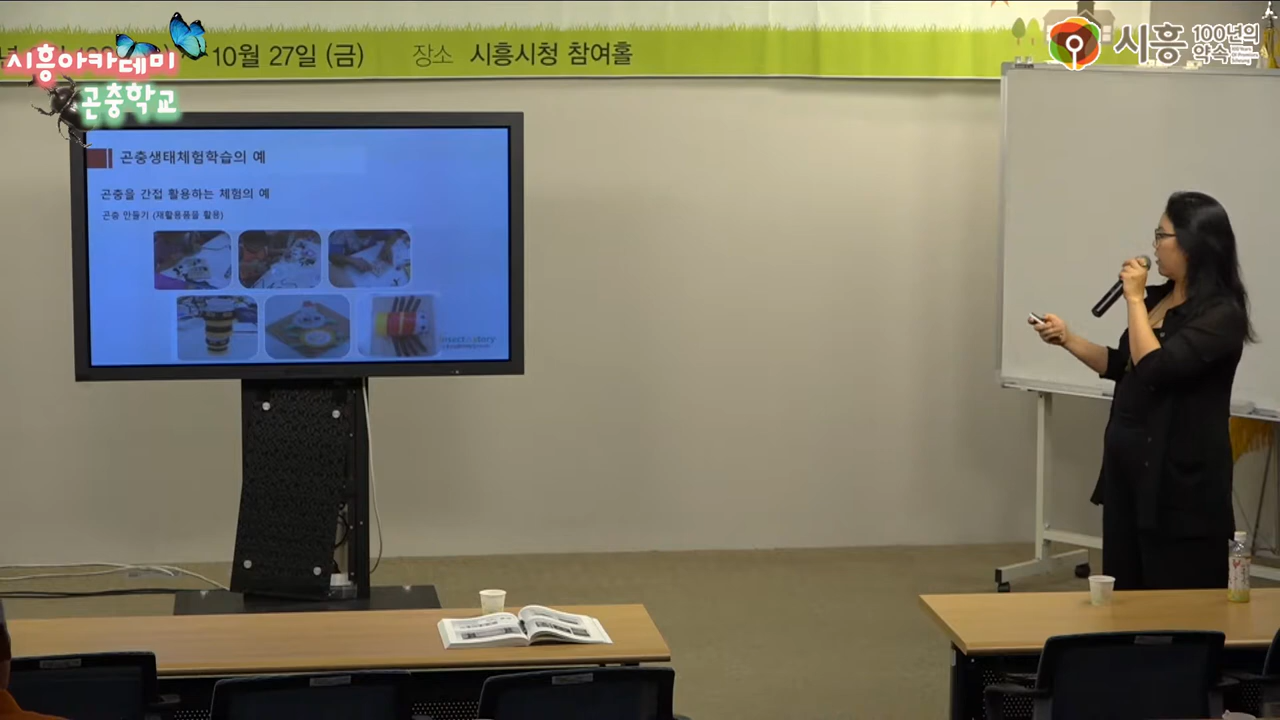 10월 27일 (금) 장소 시흥시청 참여홀
시흥아카데미
곤충학교
시흥 100년의 약속
곤충생태체험학습의 예
곤충을 간접 활용하는 체험의 예
곤충 만들기 (재활용품을 활용)